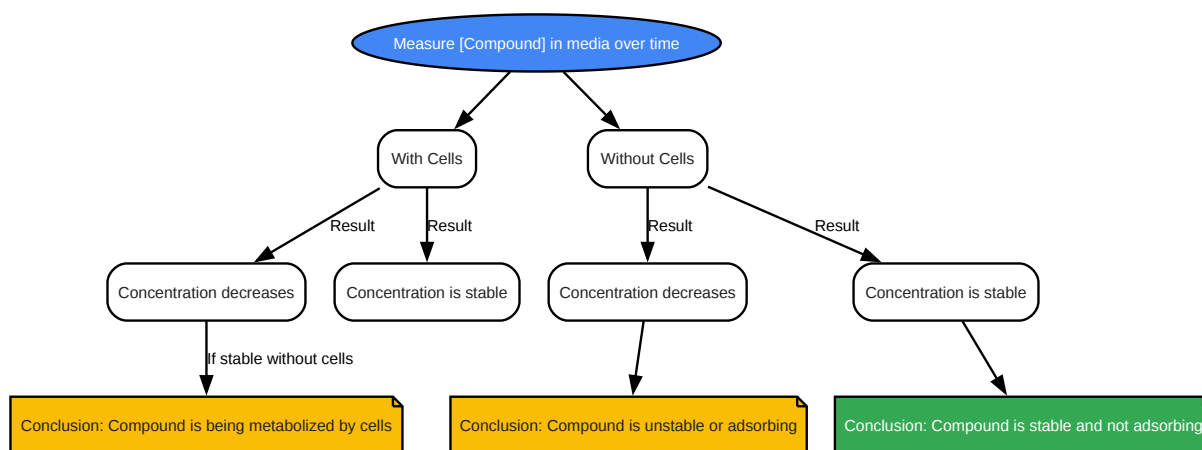 Measure [Compound] in media over time
With Cells
Without Cells
Result
Result
Result
Result
Concentration decreases
Concentration is stable
Concentration decreases
Concentration is stable
If stable without cells
Conclusion: Compound is being metabolized by cells
Conclusion: Compound is unstable or adsorbing
Conclusion: Compound is stable and not adsorbing